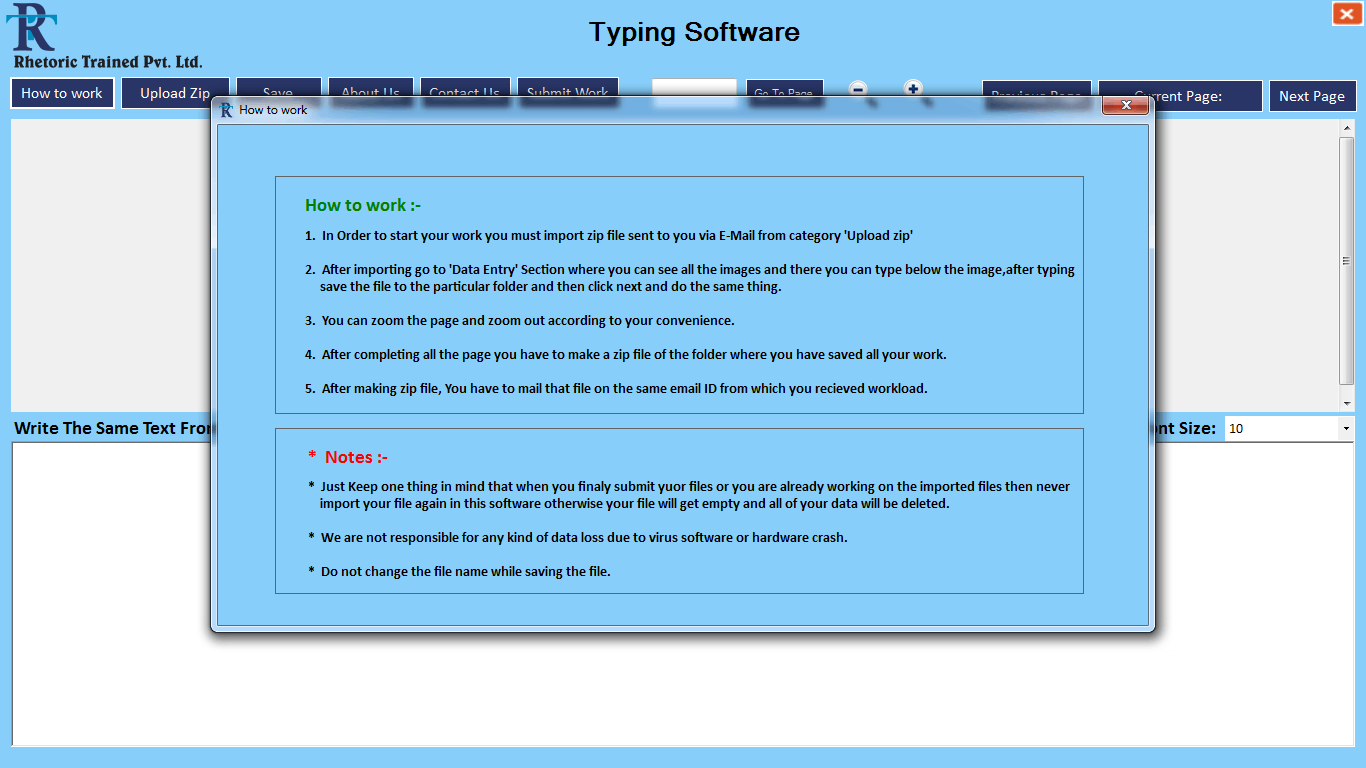 Typing Software
Rhetoric Trained Pvt. Ltd.
How to work
Upload Zip
Save
About Us
Contact Us
Submit Work
Go To Page
Previous Page
Current Page:
Next Page
How to work
How to work :-
1. In Order to start your work you must import zip file sent to you via E-Mail from category 'Upload zip'
2. After importing go to 'Data Entry' Section where you can see all the images and there you can type below the image,after typing
save the file to the particular folder and then click next and do the same thing.
3. You can zoom the page and zoom out according to your convenience.
4. After completing all the page you have to make a zip file of the folder where you have saved all your work.
5. After making zip file, You have to mail that file on the same email ID from which you recieved workload.
Write The Same Text
Size:
10
* Notes :-
* Just Keep one thing in mind that when you finaly submit yuor files or you are already working on the imported files then never
import your file again in this software otherwise your file will get empty and all of your data will be deleted.
* We are not responsible for any kind of data loss due to virus software or hardware crash.
* Do not change the file name while saving the file.